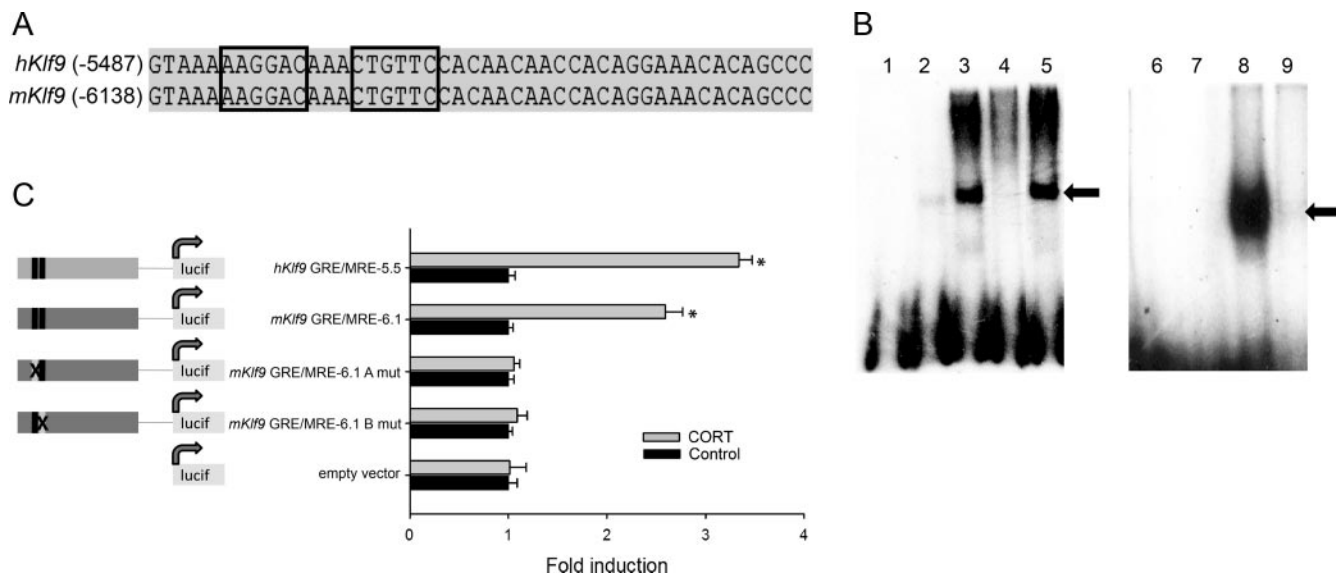 A
hKlf9 (-5487) GTAAAAAGGACAAACTGTTCCACAACAACCACAGGAAACACAGCCC
mKlf9 (-6138) GTAAAAAGGACAAACTGTTCCACAACAACCACAGGAAACACAGCCC
B
1 2 3 4 5 6 7 8 9
C
lucif hKlf9 GRE/MRE-5.5 *
lucif mKlf9 GRE/MRE-6.1 *
lucif mKlf9 GRE/MRE-6.1 A mut
X
lucif mKlf9 GRE/MRE-6.1 B mut
X
lucif empty vector
CORT
Control
0 1 2 3 4
Fold induction